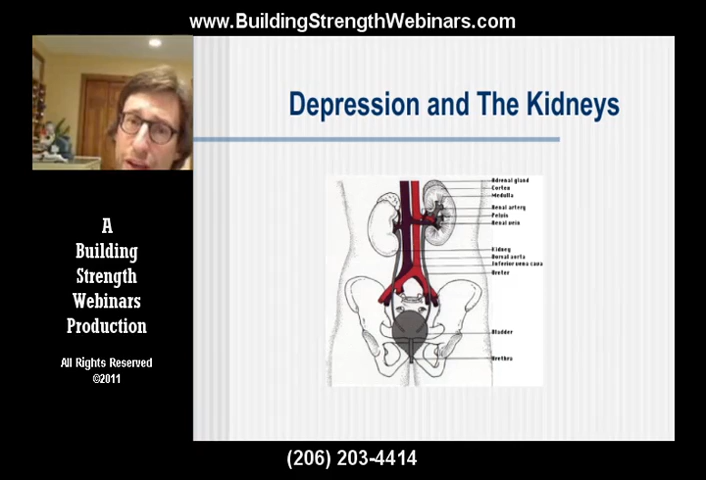 www.BuildingStrengthWebinars.com
Depression and The Kidneys
Adrenal gland
Cortex
Medulla
Renal artery
Pelvis
Renal vein
Kidney
Dorsal aorta
Inferior vena cava
Ureter
Bladder
Urethra
A
Building
Strength
Webinars
Production
All Rights Reserved
©2011
(206) 203-4414